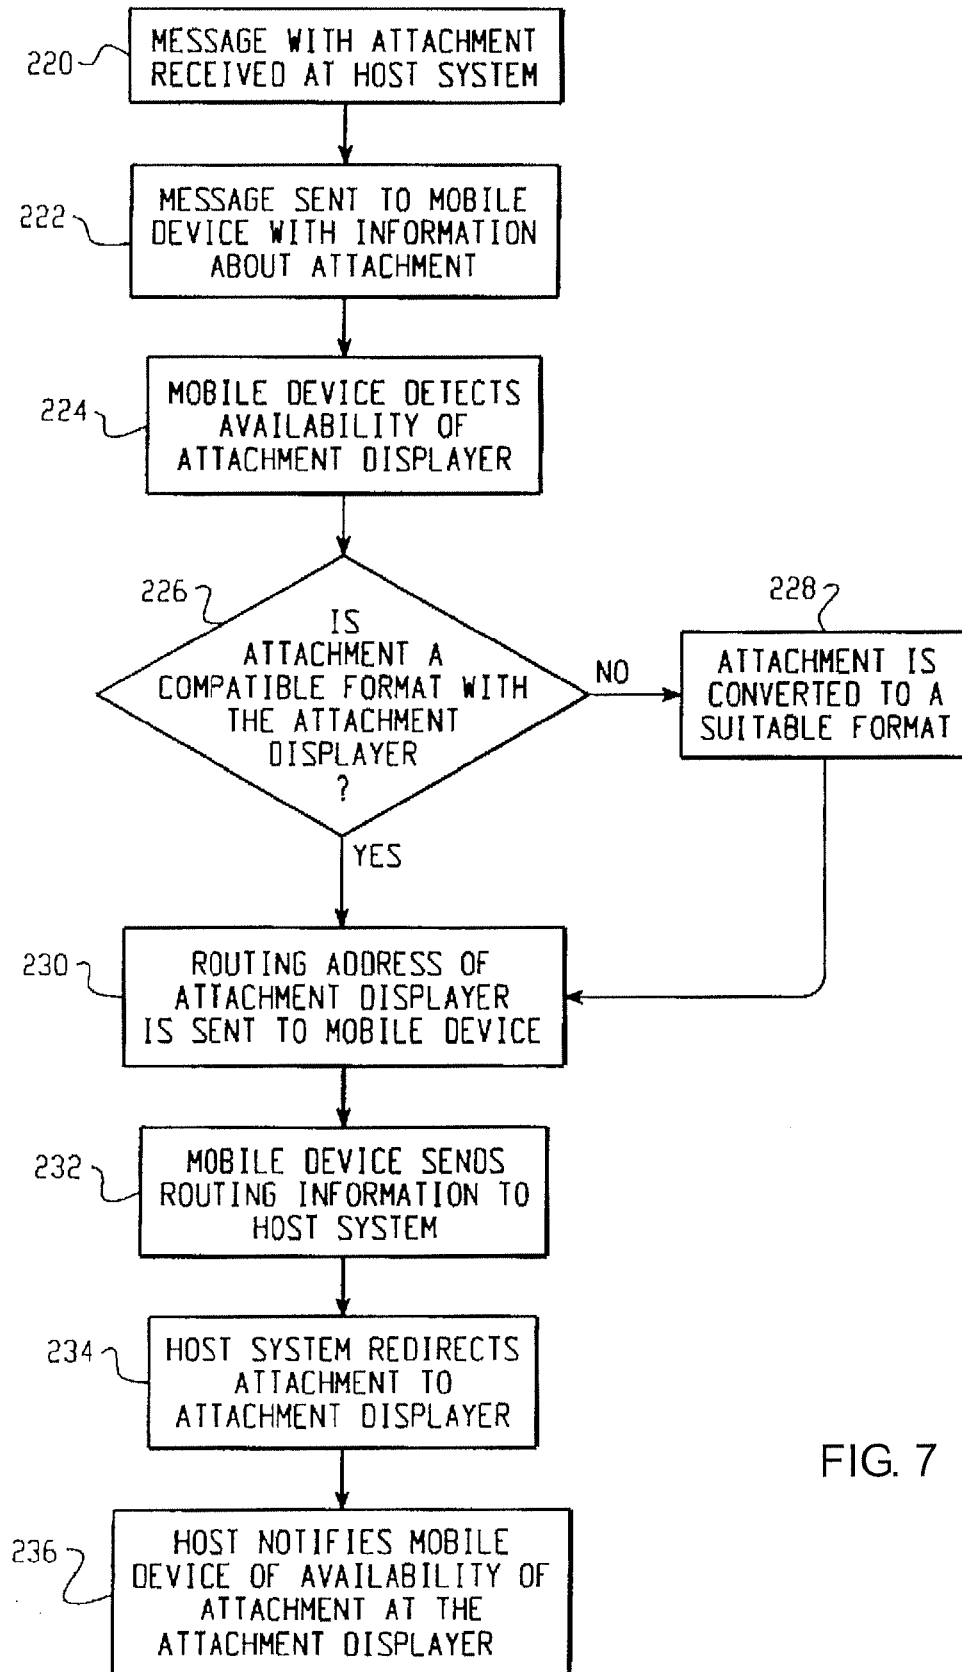 220
MESSAGE WITH ATTACHMENT
RECEIVED AT HOST SYSTEM
222
MESSAGE SENT TO MOBILE
DEVICE WITH INFORMATION
ABOUT ATTACHMENT
224
MOBILE DEVICE DETECTS
AVAILABILITY OF
ATTACHMENT DISPLAYER
226
IS
ATTACHMENT A
COMPATIBLE FORMAT WITH
THE ATTACHMENT
DISPLAYER
?
NO
228
ATTACHMENT IS
CONVERTED TO A
SUITABLE FORMAT
YES
230
ROUTING ADDRESS OF
ATTACHMENT DISPLAYER
IS SENT TO MOBILE DEVICE
232
MOBILE DEVICE SENDS
ROUTING INFORMATION TO
HOST SYSTEM
234
HOST SYSTEM REDIRECTS
ATTACHMENT TO
ATTACHMENT DISPLAYER
FIG. 7
236
HOST NOTIFIES MOBILE
DEVICE OF AVAILABILITY OF
ATTACHMENT AT THE
ATTACHMENT DISPLAYER